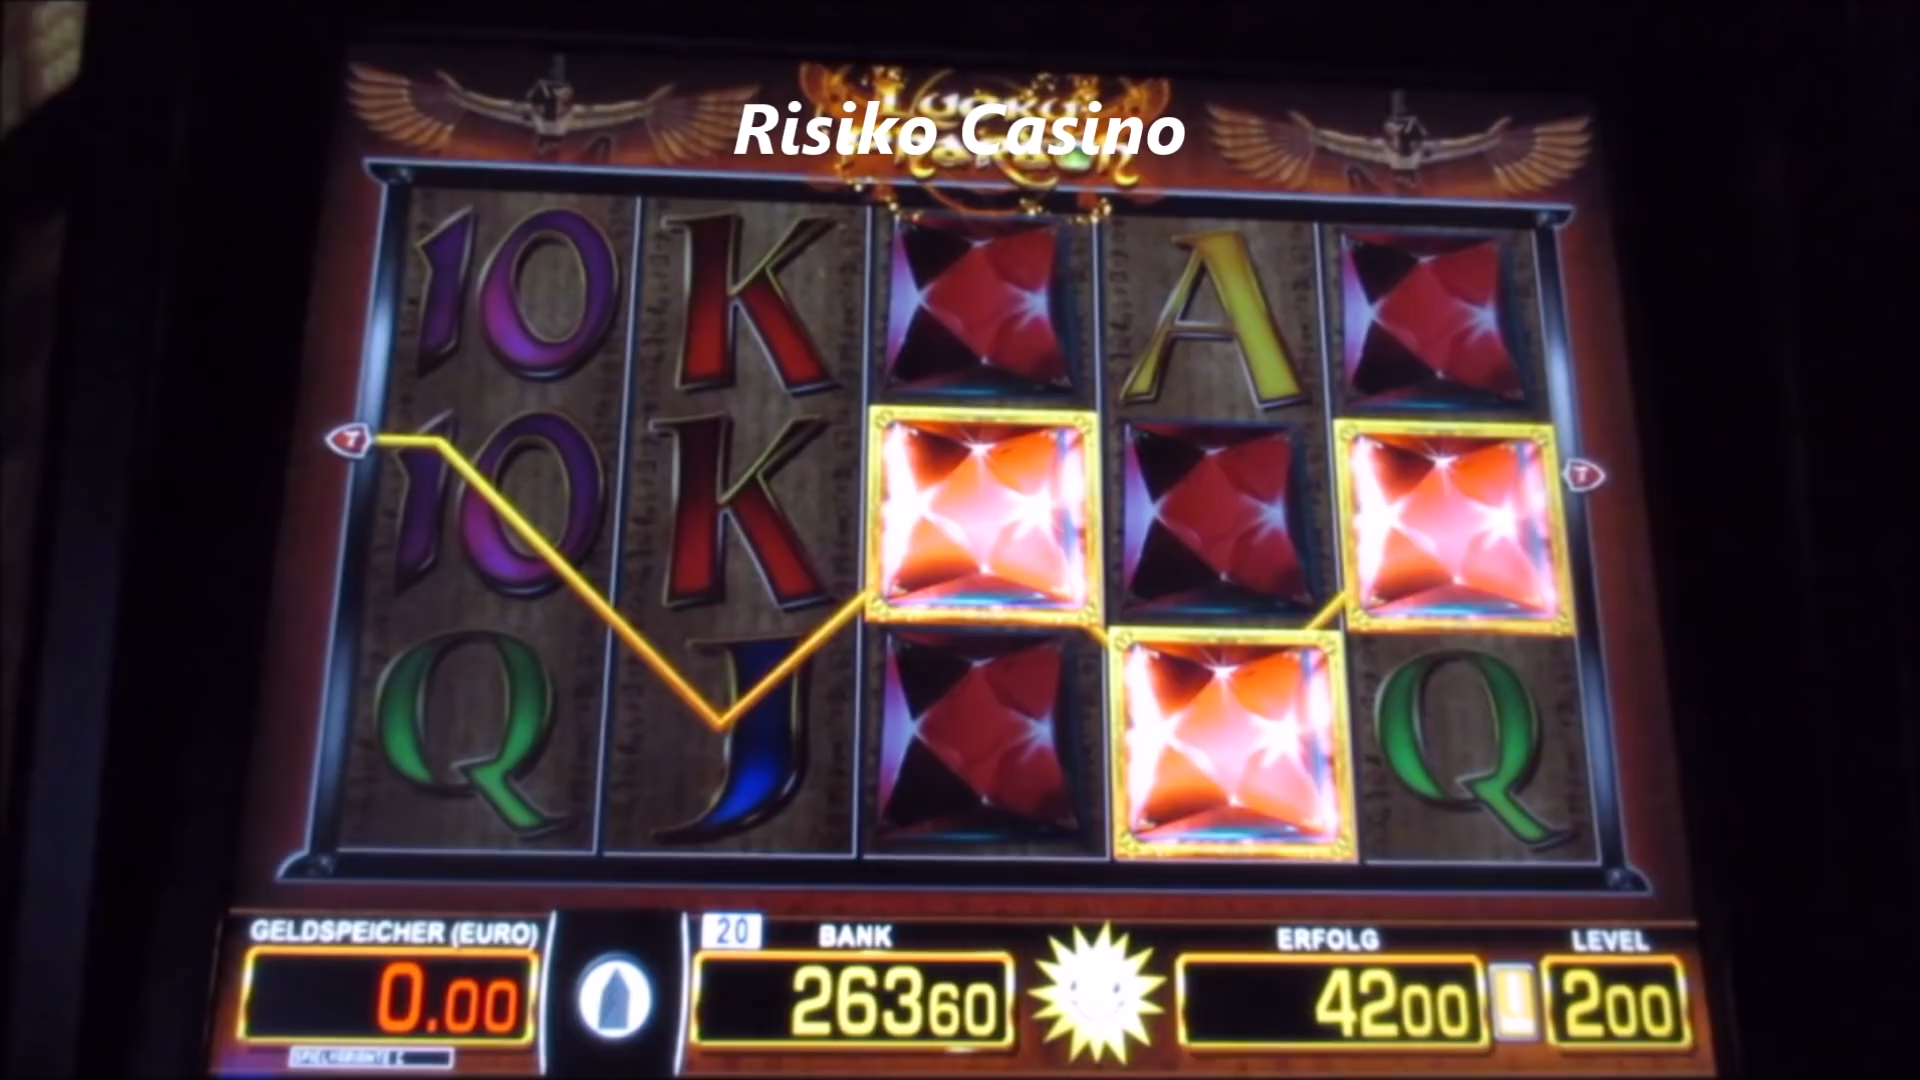 Risiko Casino
10 K A
10 K
Q J Q
GELDSPEICHER (EURO) 20 BANK ERFOLG LEVEL
0.00 263 60 42 00 2 00